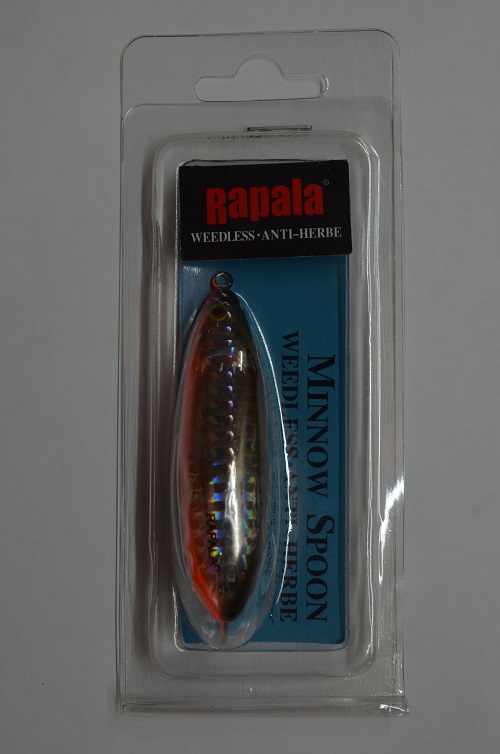 Rapala©
WEEDLESS·ANTI–HERBE
MINNOW SPOON
WEEDLESS ANTI-HERBE
RAPALA